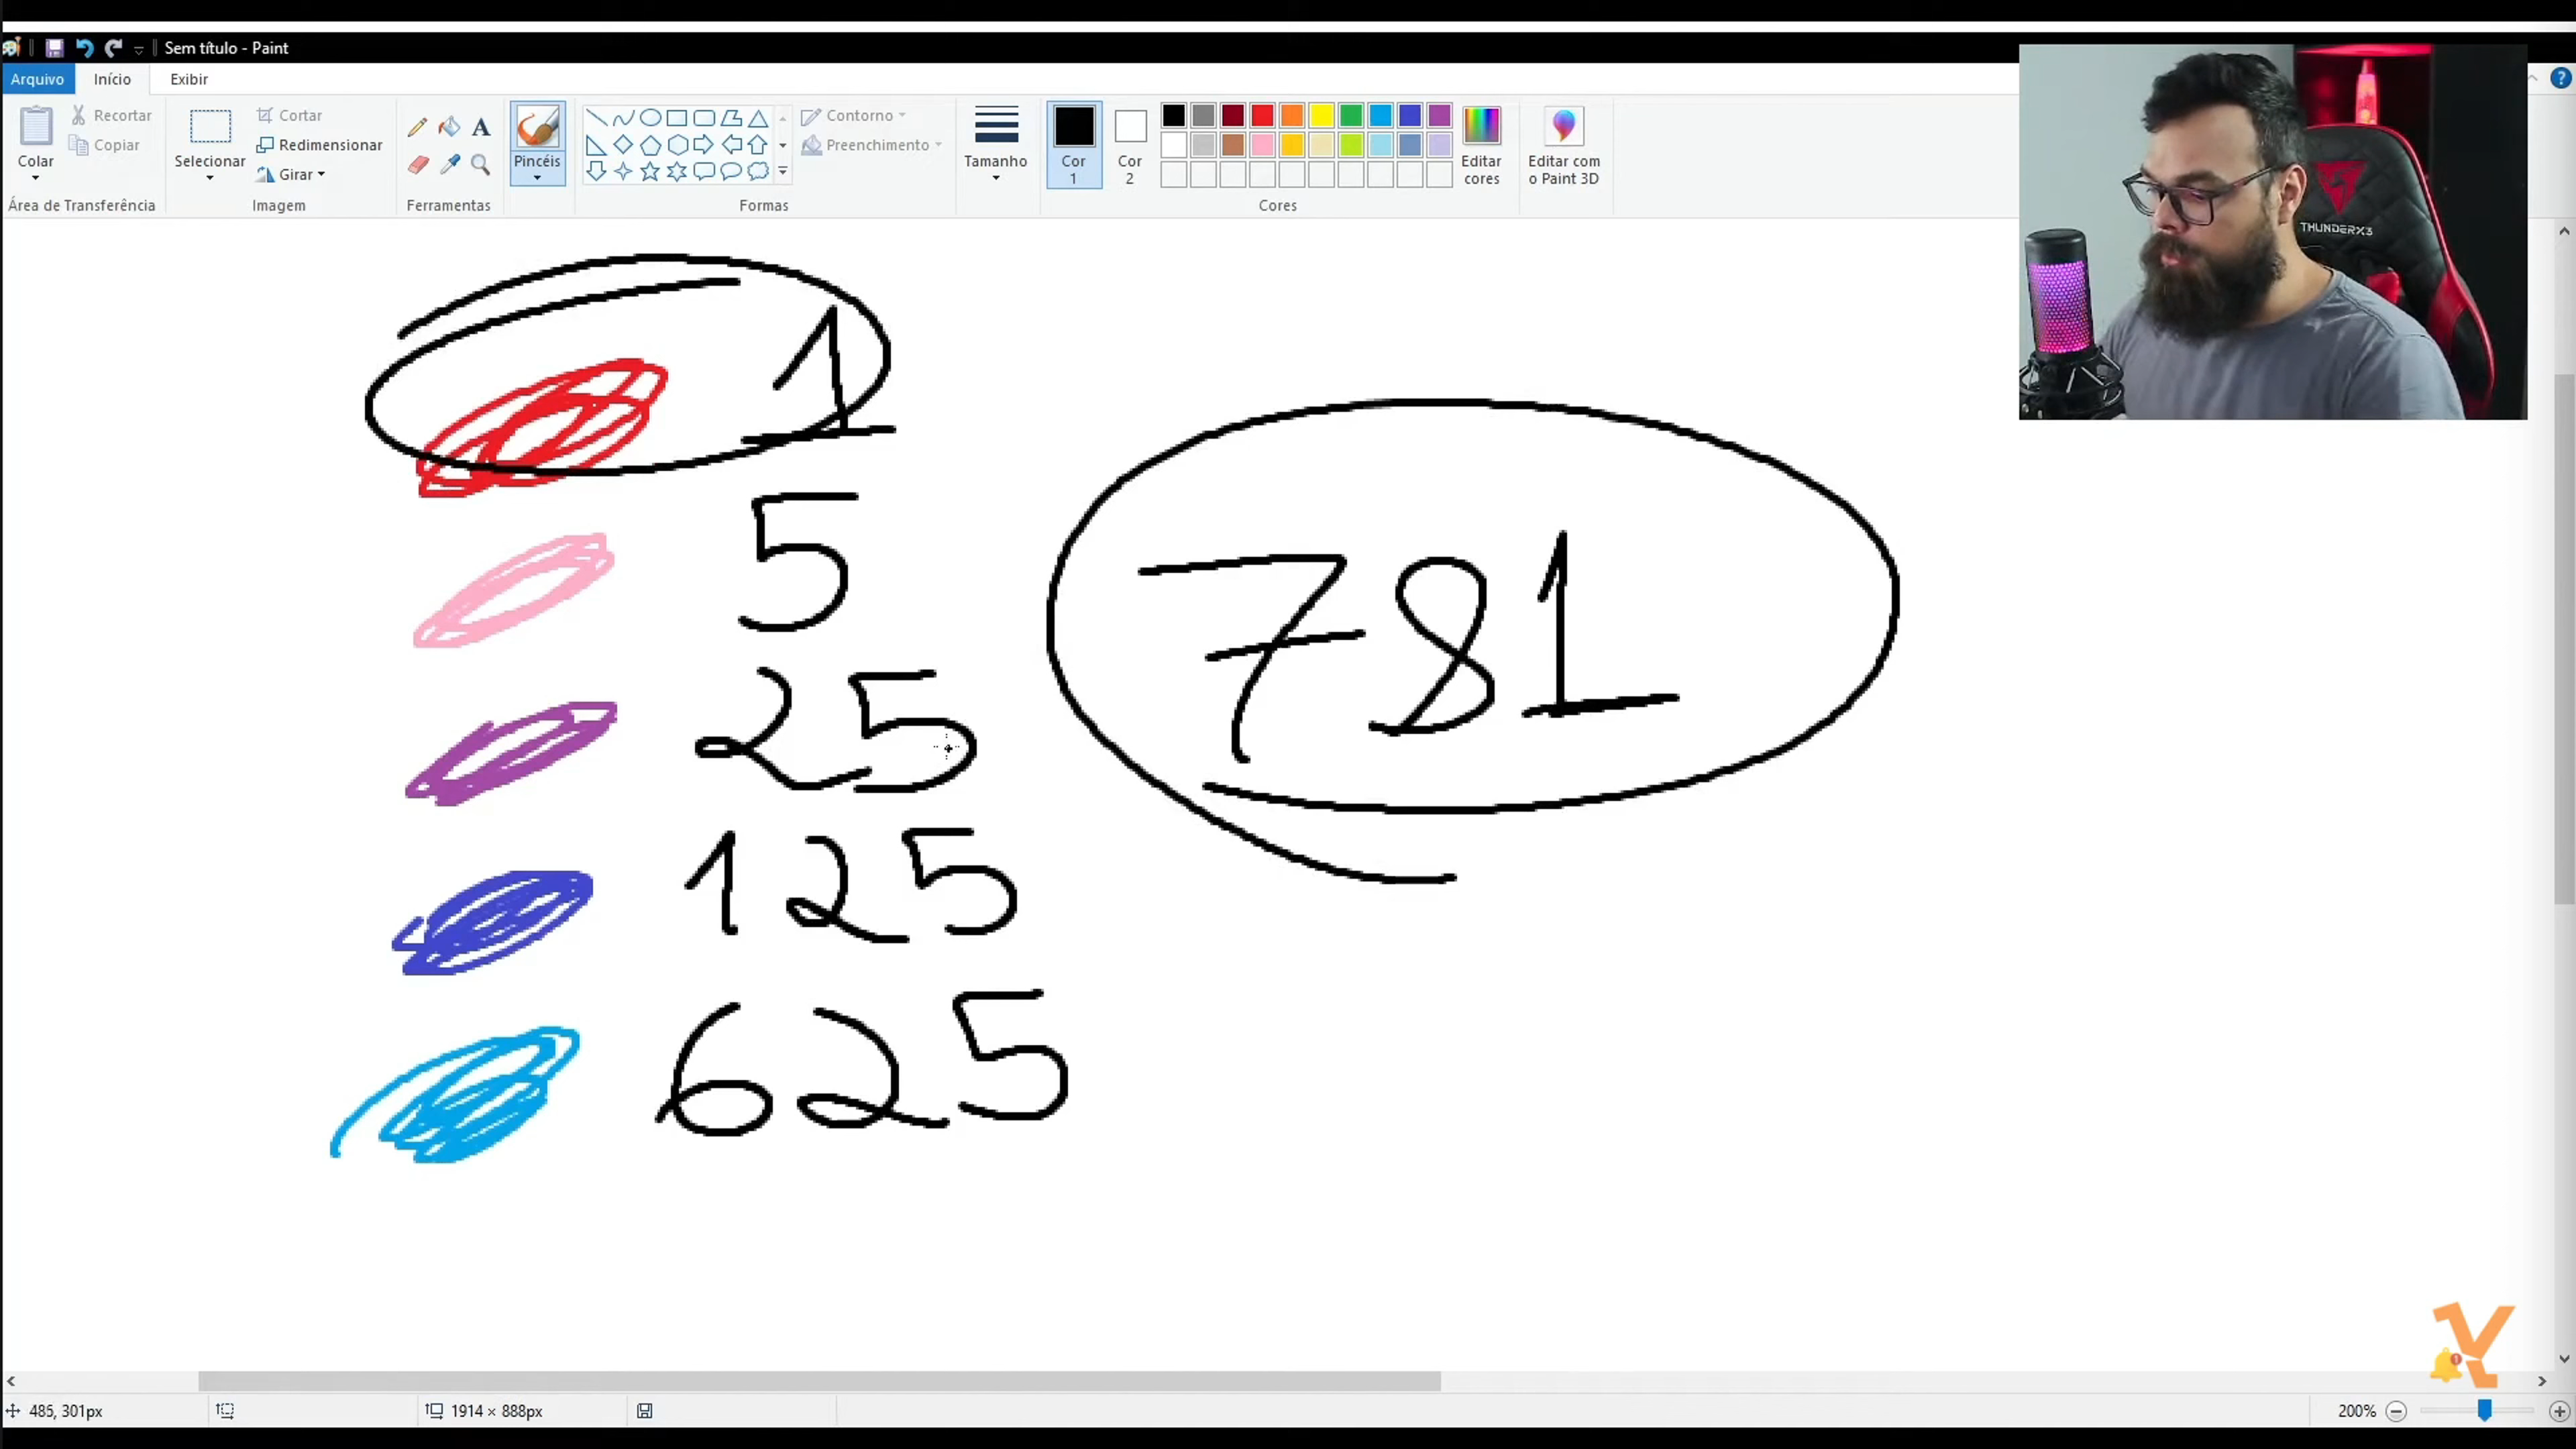 Sem título - Paint
Arquivo Início Exibir
Colar
Recortar
Copiar
Área de Transferência
Selecionar
Cortar
Redimensionar
Girar
Imagem
A
Ferramentas
Pincéis
Contorno
Preenchimento
Formas
Tamanho
Cor 1
Cor 2
Editar cores
Cores
Editar com o Paint 3D
?
THUNDERX3
1
5
25
125
625
781
1
485, 301px
1914 × 888px
200%